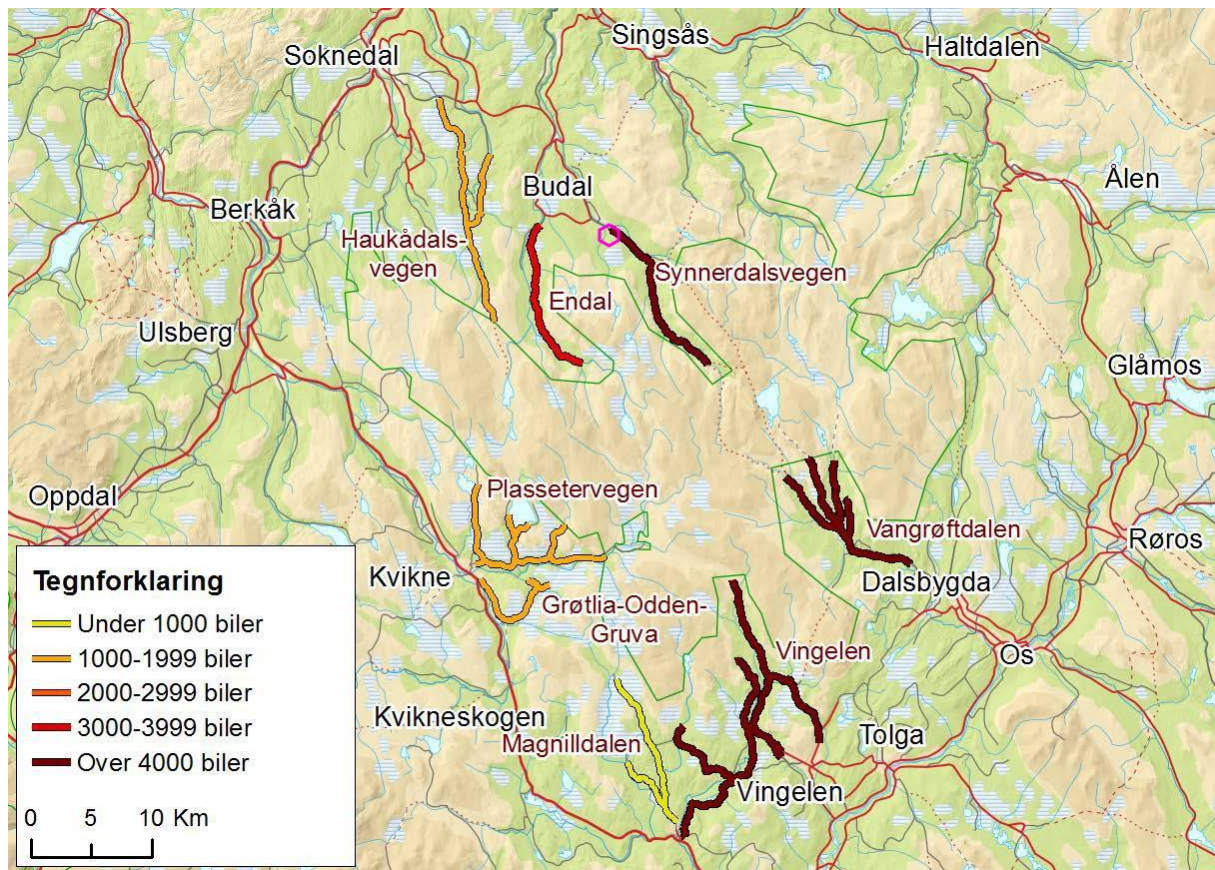 Singsås
Haltdalen
Soknedal
Ålen
Budal
Berkåk
Haukådals-
vegen
Synnerdalsvegen
Endal
Ulsberg
Glåmos
Oppdal
Plassetervegen
Vangrøftdalen
Røros
Kvikne
Dalsbygda
Grøtlia-Odden-
Gruva
Vingelen
Os
Kvikneskogen
Magnilldalen
Tolga
Vingelen
Tegnforklaring
Under 1000 biler
1000-1999 biler
2000-2999 biler
3000-3999 biler
Over 4000 biler
0 5 10 Km